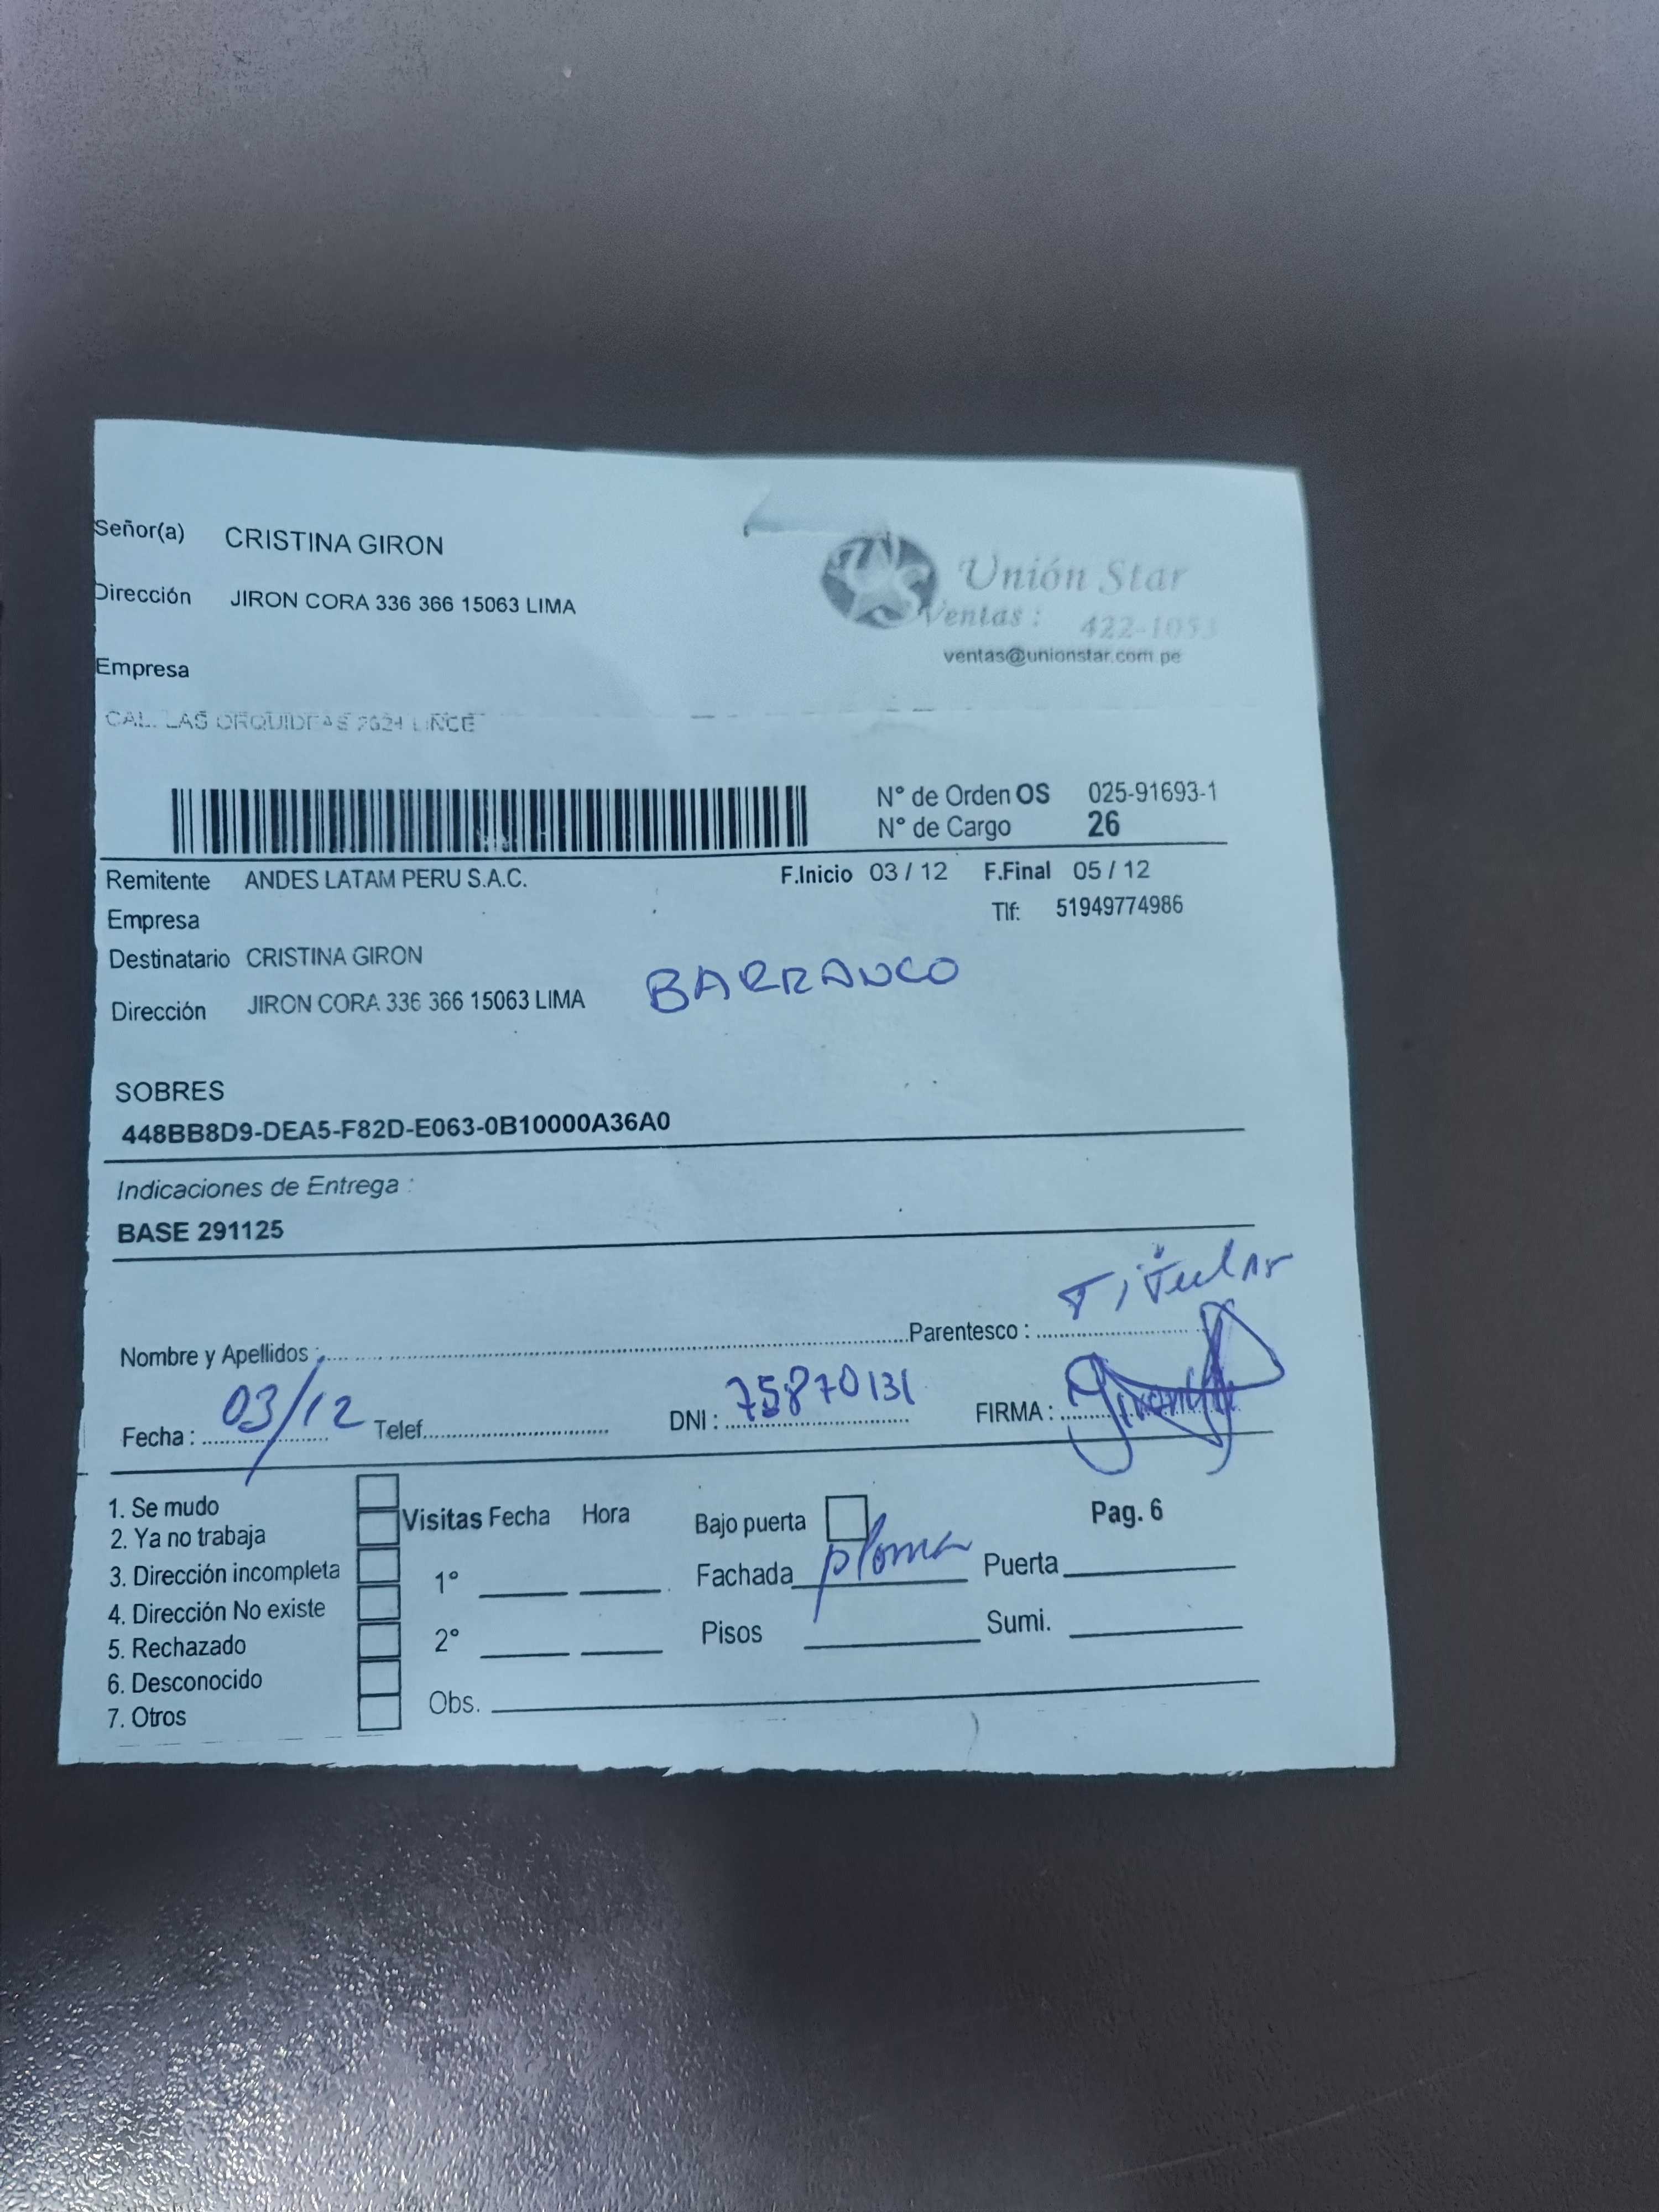 Señor(a) CRISTINA GIRON
Dirección JIRON CORA 336 366 15063 LIMA
Empresa
Unión Star
Ventas : 422-1053
ventas@unionstar.com.pe
CAL. LAS ORQUIDEAS 2624 LINCE
N° de Orden OS 025-91693-1
N° de Cargo 26
Remitente ANDES LATAM PERU S.A.C. F.Inicio 03 / 12 F.Final 05 / 12
Empresa Tlf: 51949774986
Destinatario CRISTINA GIRON
Dirección JIRON CORA 336 366 15063 LIMA BARRANCO
SOBRES
448BB8D9-DEA5-F82D-E063-0B10000A36A0
Indicaciones de Entrega :
BASE 291125
Nombre y Apellidos : Parentesco : Titular
Fecha : 03/12 Telef. DNI : 75870131 FIRMA :
1. Se mudo
2. Ya no trabaja
3. Dirección incompleta
4. Dirección No existe
5. Rechazado
6. Desconocido
7. Otros
Visitas Fecha Hora
1°
2°
Obs.
Bajo puerta Pag. 6
Fachada ploma Puerta
Pisos Sumi.